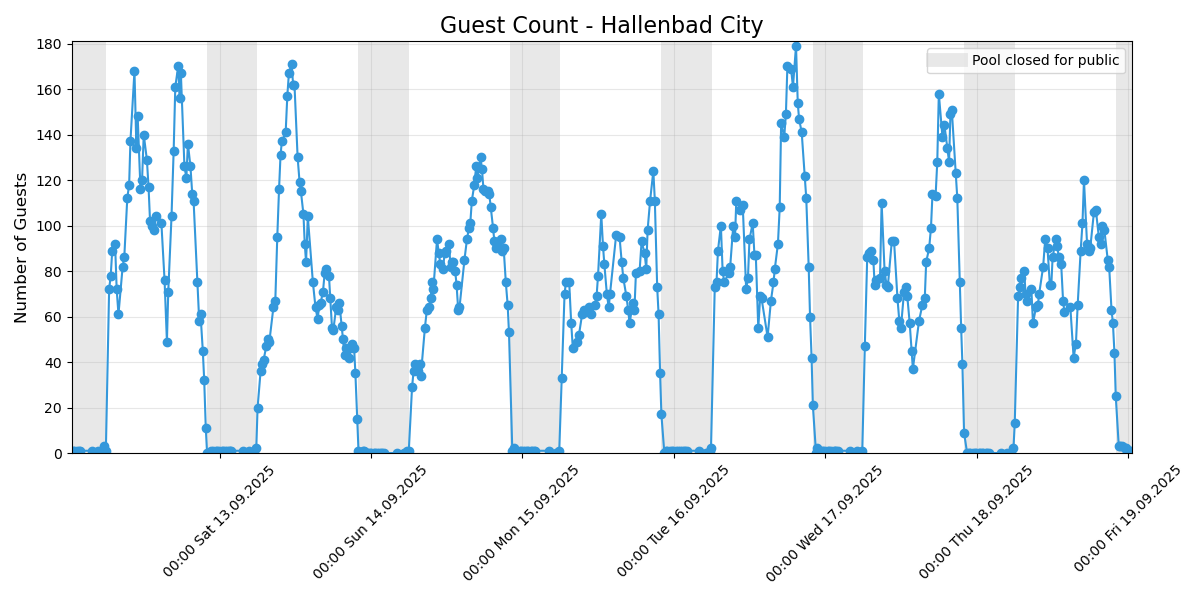 Guest Count - Hallenbad City
Pool closed for public
Number of Guests
180
160
140
120
100
80
60
40
20
0
00:00 Sat 13.09.2025
00:00 Sun 14.09.2025
00:00 Mon 15.09.2025
00:00 Tue 16.09.2025
00:00 Wed 17.09.2025
00:00 Thu 18.09.2025
00:00 Fri 19.09.2025